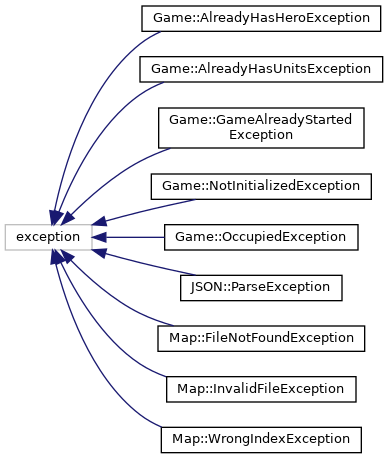 Game::AlreadyHasHeroException
Game::AlreadyHasUnitsException
Game::GameAlreadyStarted
Exception
Game::NotInitializedException
exception
Game::OccupiedException
JSON::ParseException
Map::FileNotFoundException
Map::InvalidFileException
Map::WrongIndexException